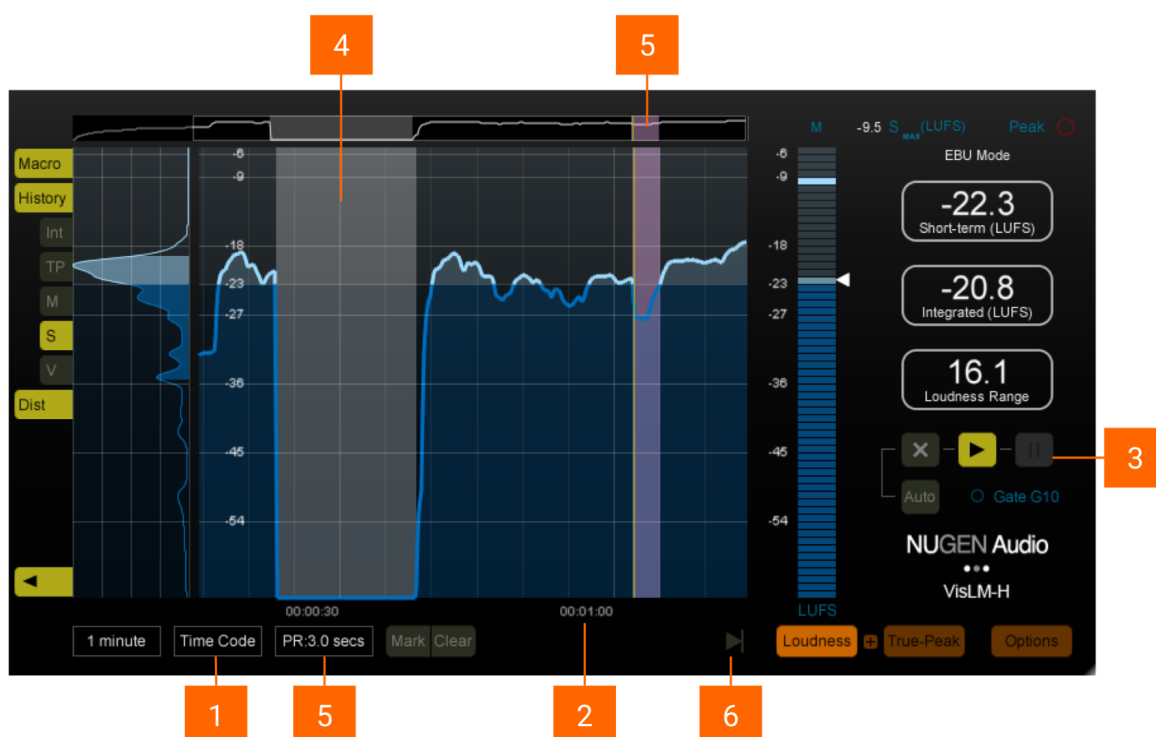 4
5
M
-9.5 S MAX (LUFS)
Peak
Macro
History
Int
TP
M
S
V
Dist
-6
-9
-18
-23
-27
-36
-45
-54
-6
-9
-18
-23
-27
-36
-45
-54
LUFS
EBU Mode
-22.3
Short-term (LUFS)
-20.8
Integrated (LUFS)
16.1
Loudness Range
3
Auto
Gate G10
NUGEN Audio
VisLM-H
00:00:30
00:01:00
1 minute
Time Code
PR:3.0 secs
Mark
Clear
Loudness
True-Peak
Options
1
5
2
6